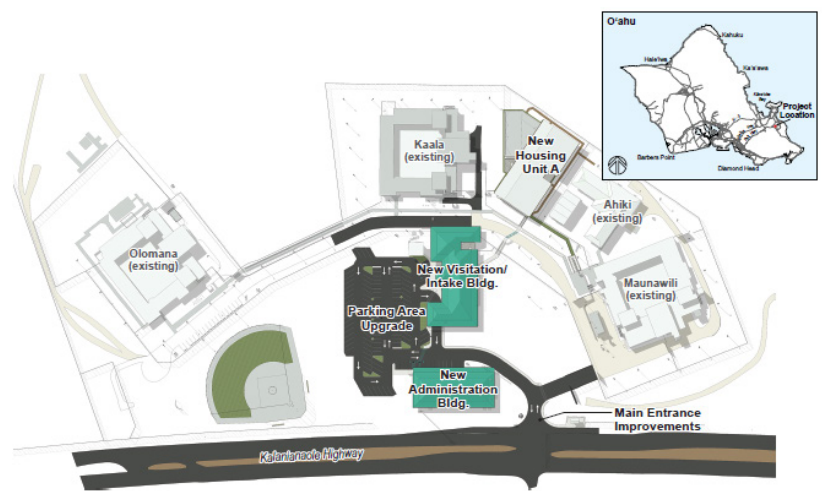 O'ahu
Kahuku
Hale'iwa
Ka'a'awa
Kāne'ohe
Bay
Project
Location
Barbers Point
Diamond Head
Kaala
(existing)
New
Housing
Unit A
Ahiki
(existing)
Olomana
(existing)
New Visitation/
Intake Bldg.
Maunawili
(existing)
Parking Area
Upgrade
New
Administration
Bldg.
Main Entrance
Improvements
Kalanianaole Highway